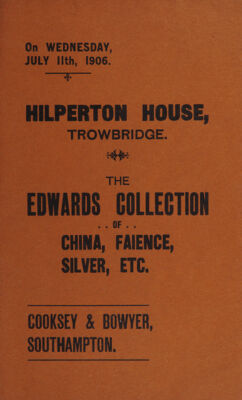 On WEDNESDAY,
JULY 11th, 1906.
HILPERTON HOUSE,
TROWBRIDGE.
THE
EDWARDS COLLECTION
. . OF . .
CHINA, FAIENCE,
SILVER, ETC.
COOKSEY & BOWYER,
SOUTHAMPTON.